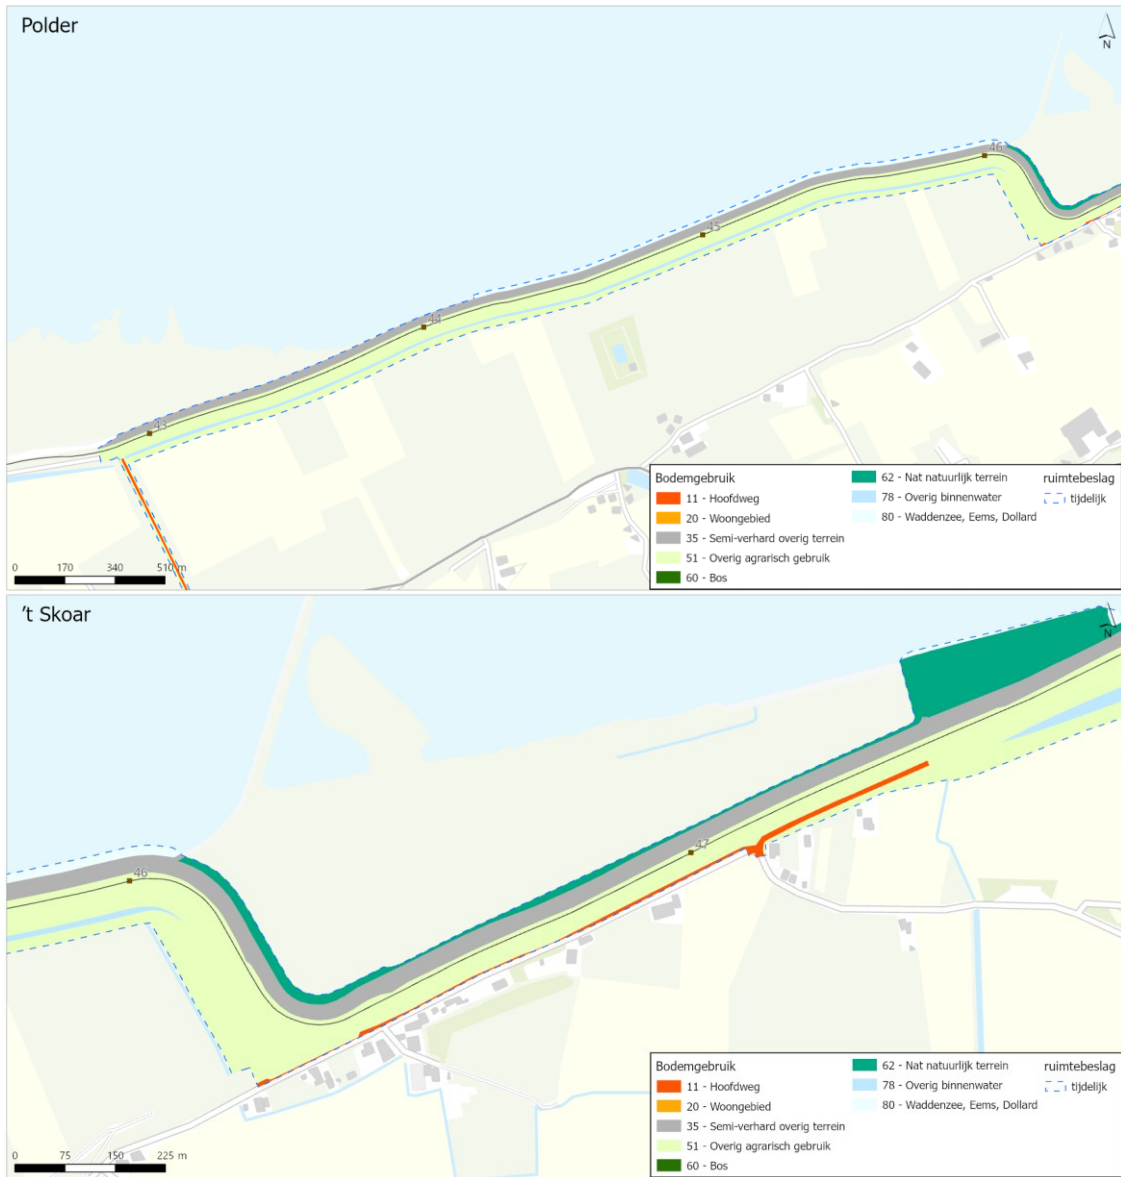 Polder
N
46
45
44
43
Bodemgebruik
11 - Hoofdweg
20 - Woongebied
35 - Semi-verhard overig terrein
51 - Overig agrarisch gebruik
60 - Bos
62 - Nat natuurlijk terrein
78 - Overig binnenwater
80 - Waddenzee, Eems, Dollard
ruimtebeslag
tijdelijk
0 170 340 510 m
't Skoar
N
46
47
Bodemgebruik
11 - Hoofdweg
20 - Woongebied
35 - Semi-verhard overig terrein
51 - Overig agrarisch gebruik
60 - Bos
62 - Nat natuurlijk terrein
78 - Overig binnenwater
80 - Waddenzee, Eems, Dollard
ruimtebeslag
tijdelijk
0 75 150 225 m